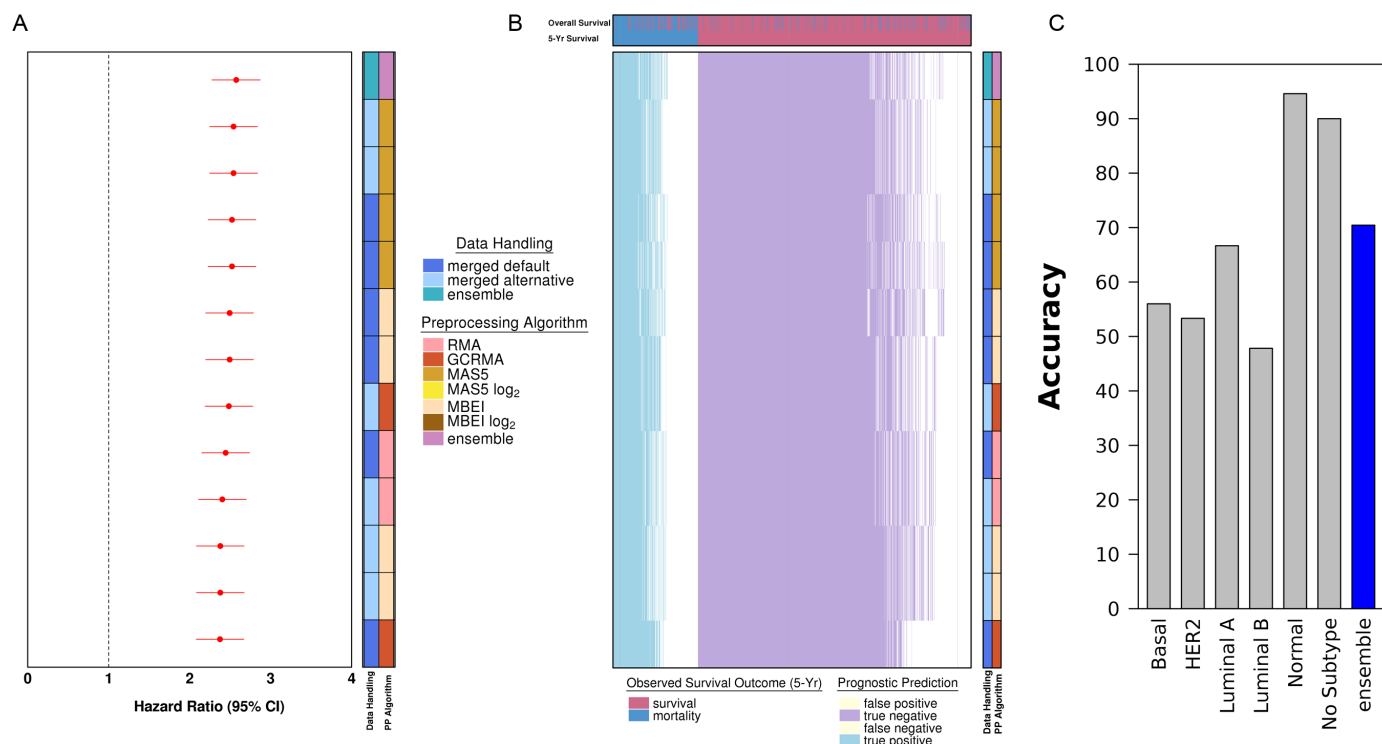 A
B
C
Overall Survival
5-Yr Survival
Data Handling
merged default
merged alternative
ensemble
Preprocessing Algorithm
RMA
GCRMA
MAS5
MAS5 log2
MBEI
MBEI log2
ensemble
0 1 2 3 4
Hazard Ratio (95% CI)
Data Handling
PP Algorithm
Observed Survival Outcome (5-Yr)
survival
mortality
Prognostic Prediction
false positive
true negative
false negative
true positive
Data Handling
PP Algorithm
Accuracy
100
90
80
70
60
50
40
30
20
10
0
Basal
HER2
Luminal A
Luminal B
Normal
No Subtype
ensemble